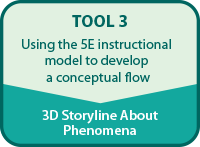 TOOL 3
Using the 5E instructional
model to develop
a conceptual flow
3D Storyline About
Phenomena